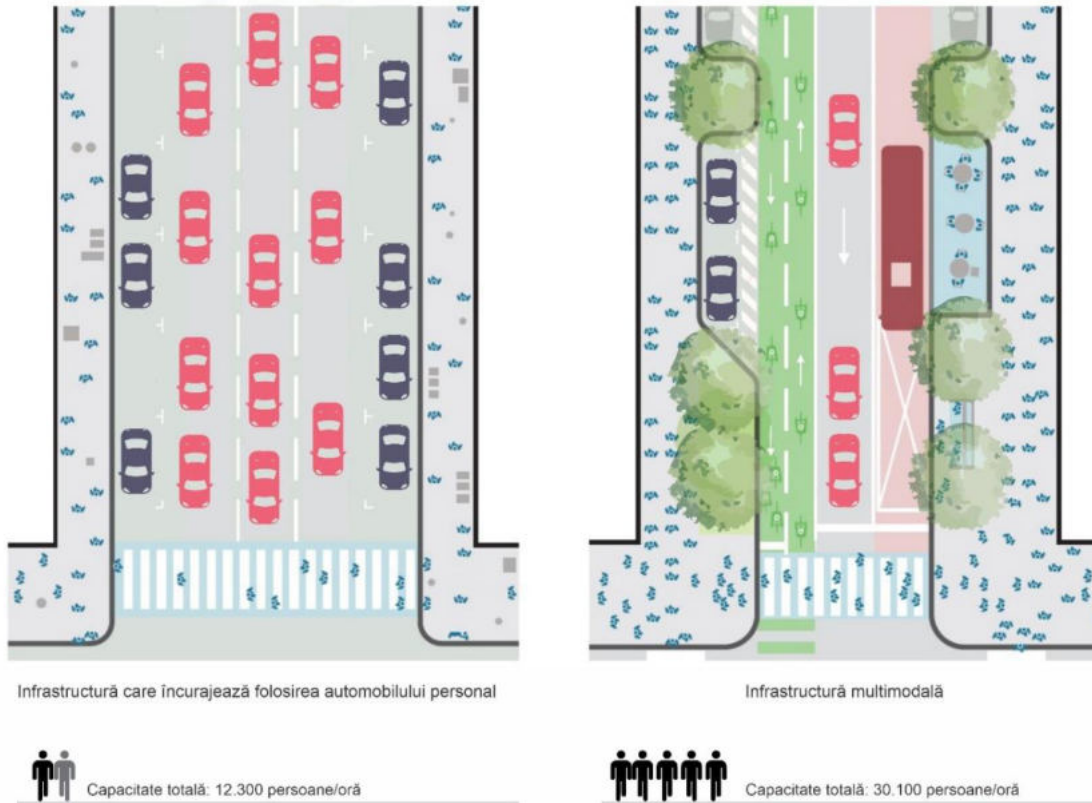 Infrastructură care încurajează folosirea automobilului personal
Infrastructură multimodală
Capacitate totală: 12.300 persoane/oră
Capacitate totală: 30.100 persoane/oră